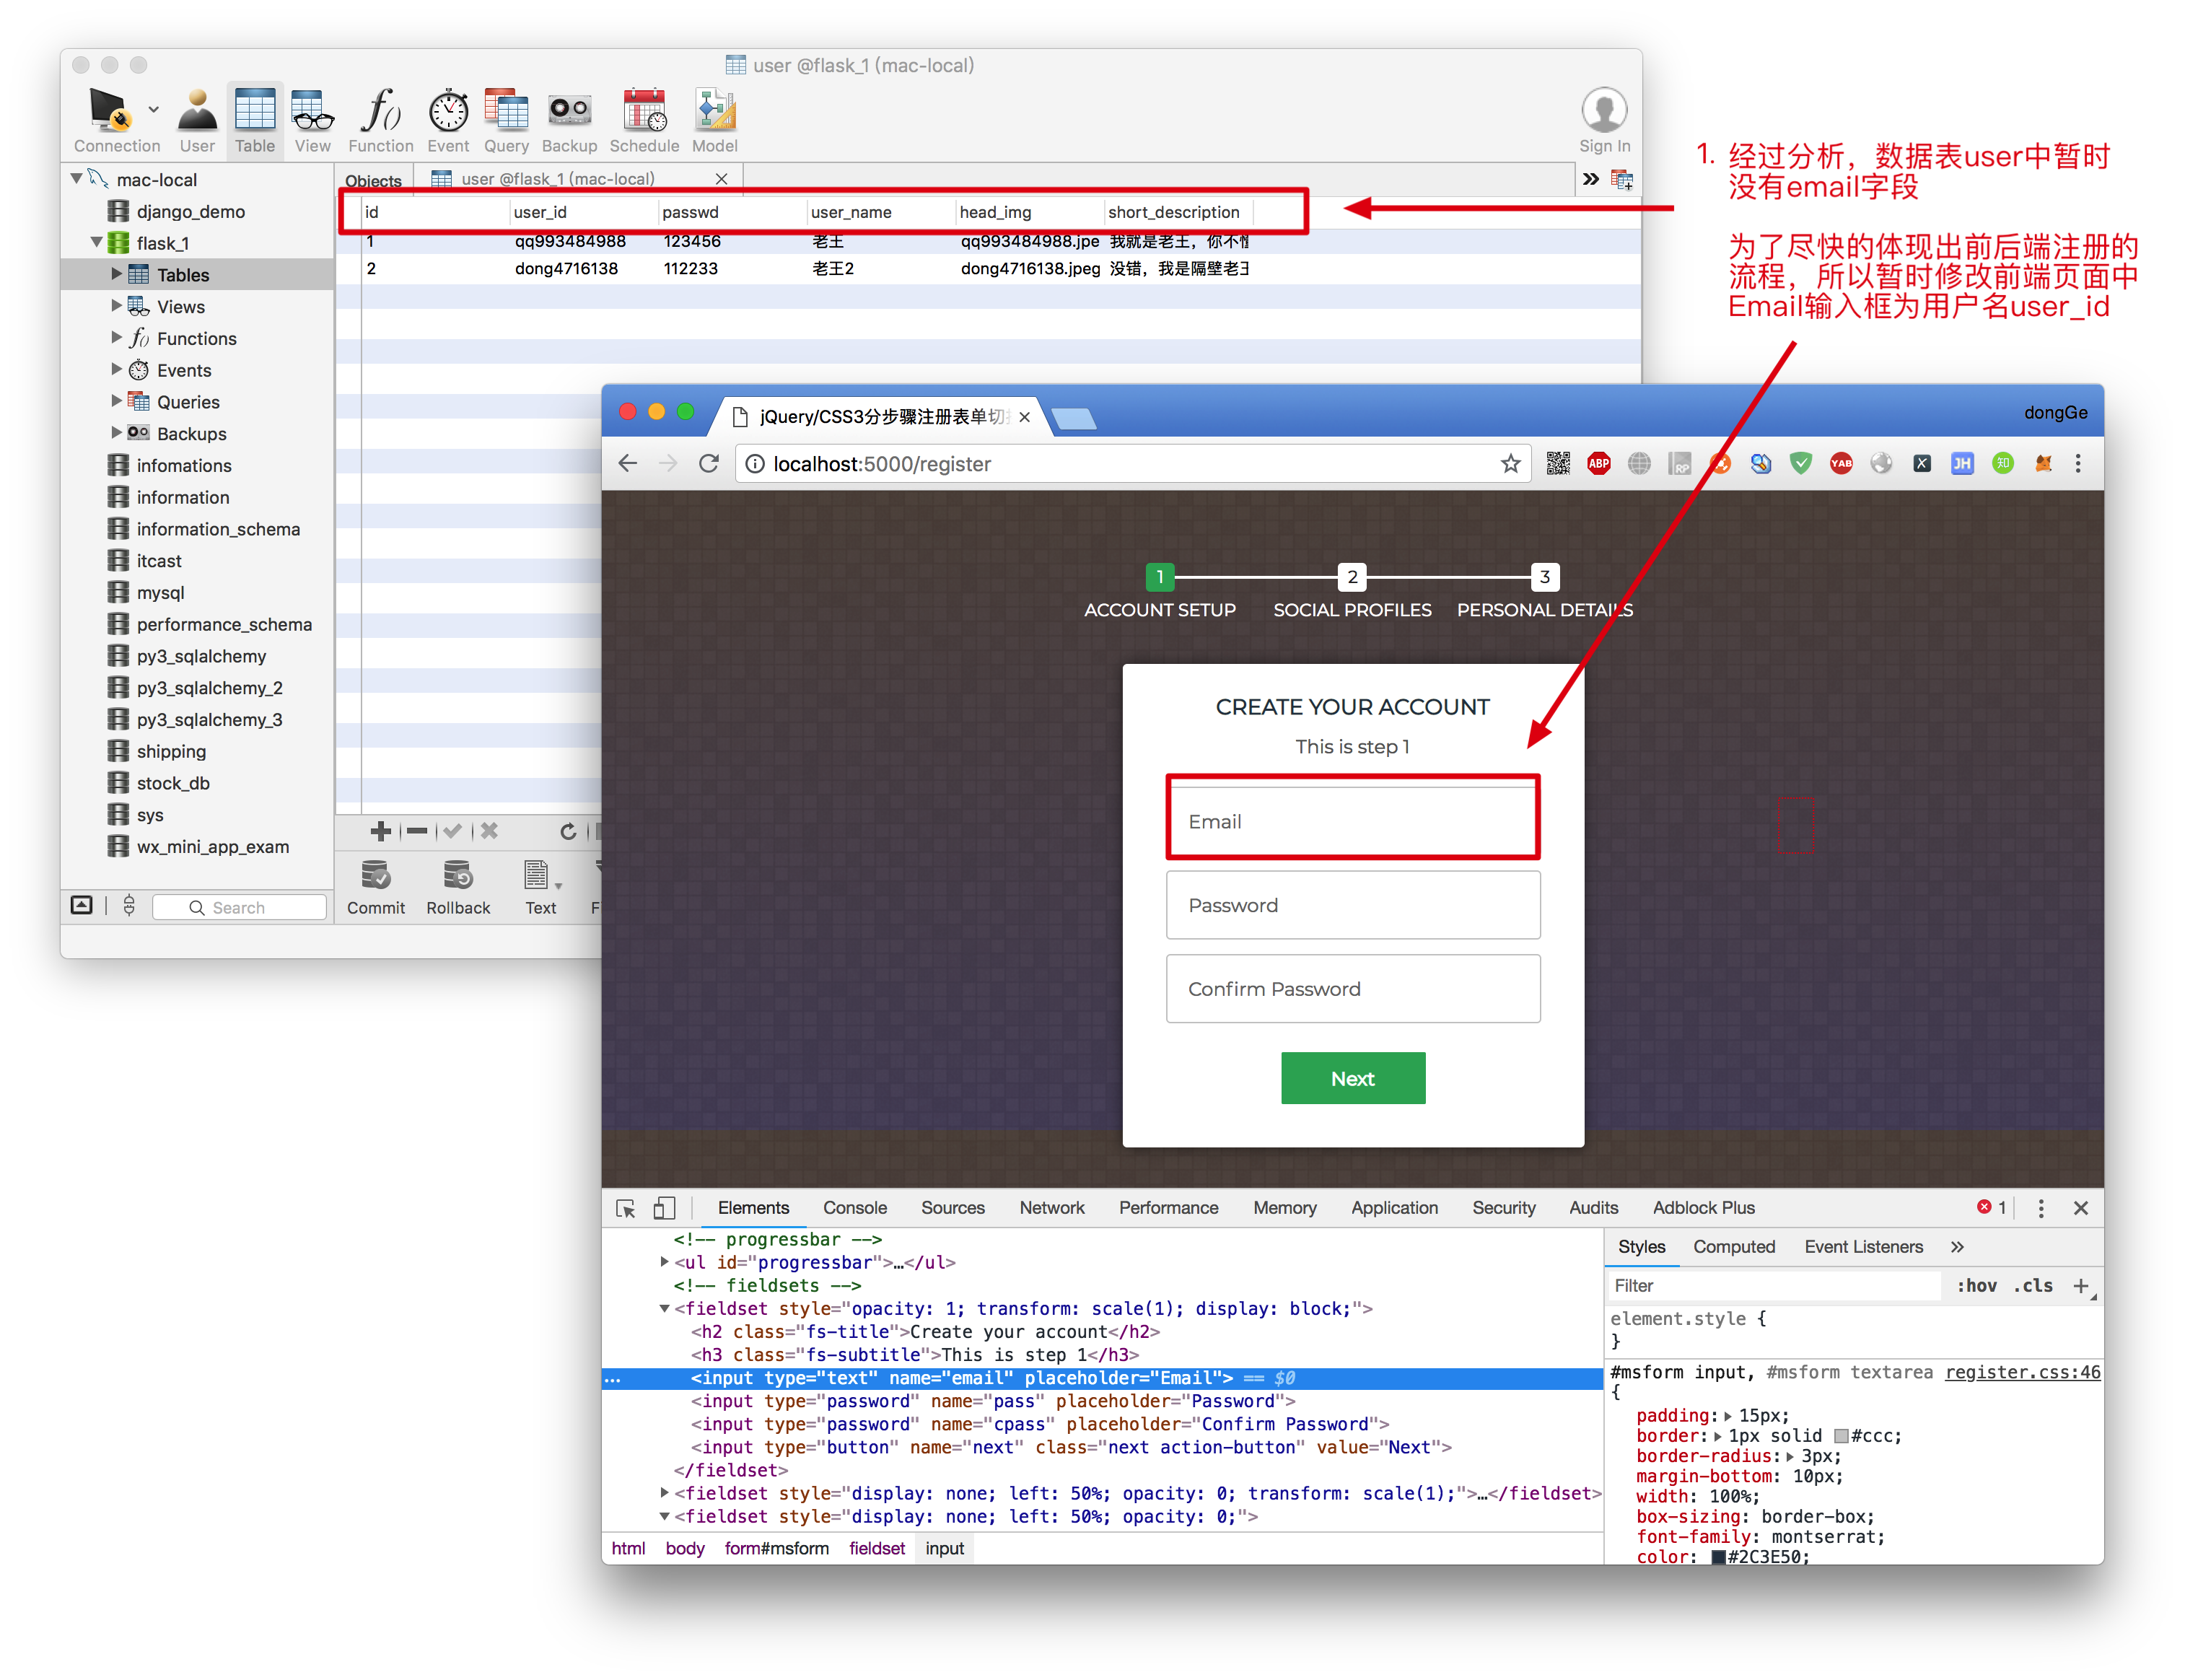 user @flask_1 (mac-local)
Connection User Table View Function Event Query Backup Schedule Model Sign In
mac-local
django_demo
flask_1
Tables
Views
Functions
Events
Queries
Backups
infomations
information
information_schema
itcast
mysql
performance_schema
py3_sqlalchemy
py3_sqlalchemy_2
py3_sqlalchemy_3
shipping
stock_db
sys
wx_mini_app_exam
Search
Objects user @flask_1 (mac-local)
id user_id passwd user_name head_img short_description
1 qq993484988 123456 老王 qq993484988.jpe 我就是老王，你不
2 dong4716138 112233 老王2 dong4716138.jpeg 没错，我是隔壁老王
Commit Rollback Text F
1. 经过分析，数据表user中暂时
没有email字段
为了尽快的体现出前后端注册的
流程，所以暂时修改前端页面中
Email输入框为用户名user_id
jQuery/CSS3分步骤注册表单切
dongGe
localhost:5000/register
ABP
RP
YAB
X
JH
知
1 2 3
ACCOUNT SETUP SOCIAL PROFILES PERSONAL DETAILS
CREATE YOUR ACCOUNT
This is step 1
Email
Password
Confirm Password
Next
Elements Console Sources Network Performance Memory Application Security Audits Adblock Plus 1
<!-- progressbar -->
<ul id="progressbar">…</ul>
<!-- fieldsets -->
<fieldset style="opacity: 1; transform: scale(1); display: block;">
<h2 class="fs-title">Create your account</h2>
<h3 class="fs-subtitle">This is step 1</h3>
<input type="text" name="email" placeholder="Email"> == $0
<input type="password" name="pass" placeholder="Password">
<input type="password" name="cpass" placeholder="Confirm Password">
<input type="button" name="next" class="next action-button" value="Next">
</fieldset>
<fieldset style="display: none; left: 50%; opacity: 0; transform: scale(1);">…</fieldset>
<fieldset style="display: none; left: 50%; opacity: 0;">
html body form#msform fieldset input
Styles Computed Event Listeners »
Filter :hov .cls +
element.style {
}
#msform input, #msform textarea register.css:46
{
padding: 15px;
border: 1px solid #ccc;
border-radius: 3px;
margin-bottom: 10px;
width: 100%;
box-sizing: border-box;
font-family: montserrat;
color: #2C3E50;